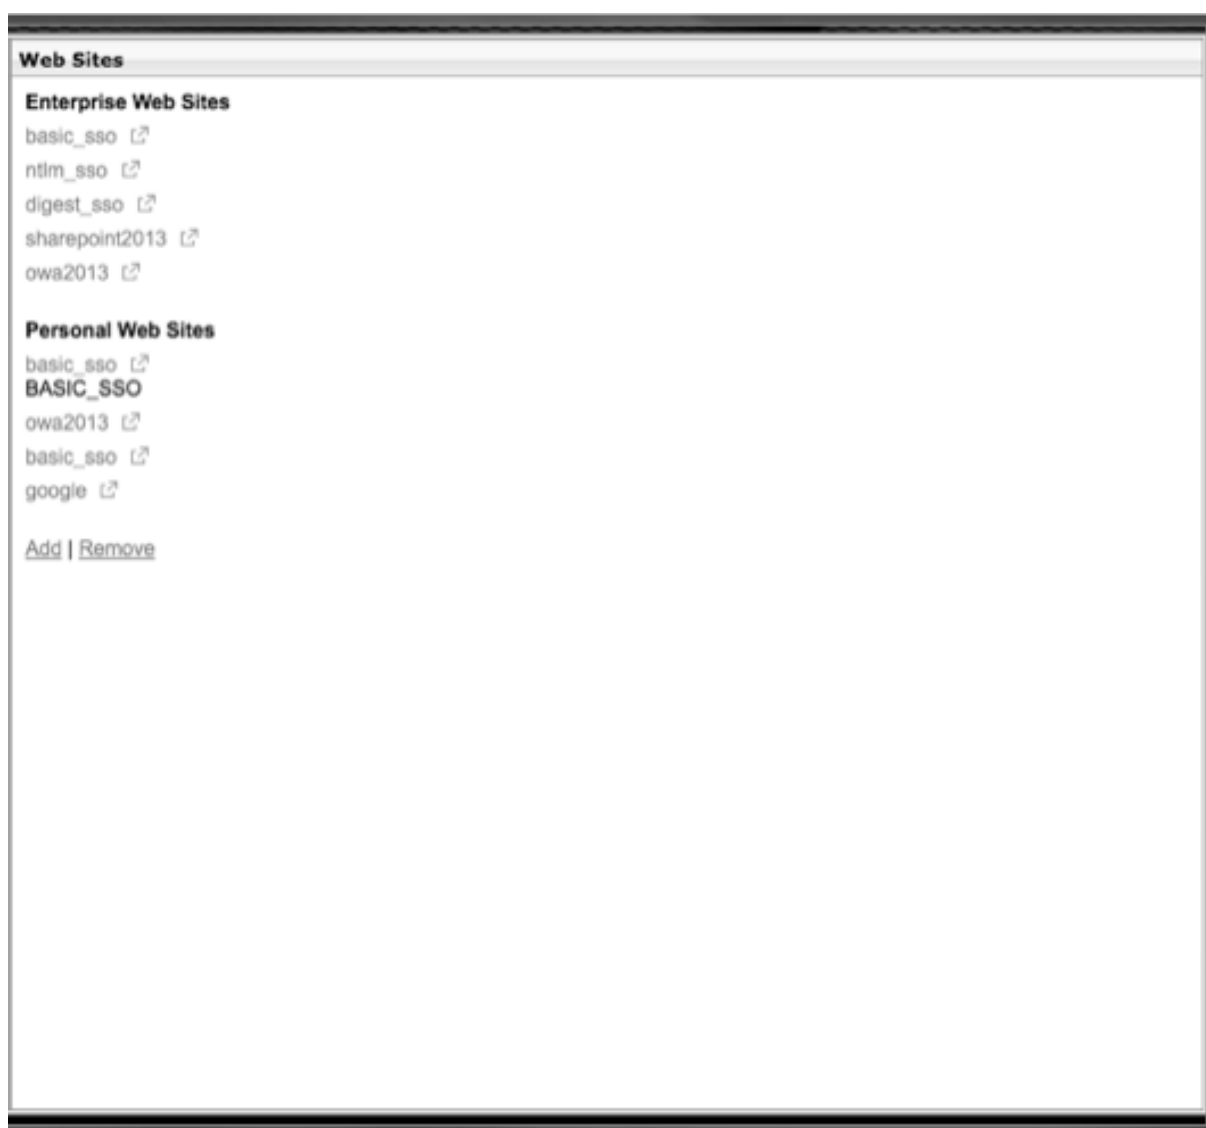 Web Sites
Enterprise Web Sites
basic_sso
ntlm_sso
digest_sso
sharepoint2013
owa2013
Personal Web Sites
basic_sso
BASIC_SSO
owa2013
basic_sso
google
Add | Remove